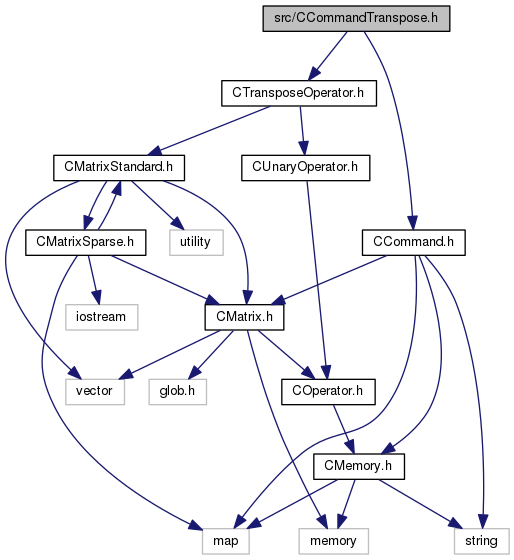 src/CCommandTranspose.h
CTransposeOperator.h
CMatrixStandard.h
CUnaryOperator.h
CMatrixSparse.h
utility
CCommand.h
iostream
CMatrix.h
vector
glob.h
COperator.h
CMemory.h
map
memory
string